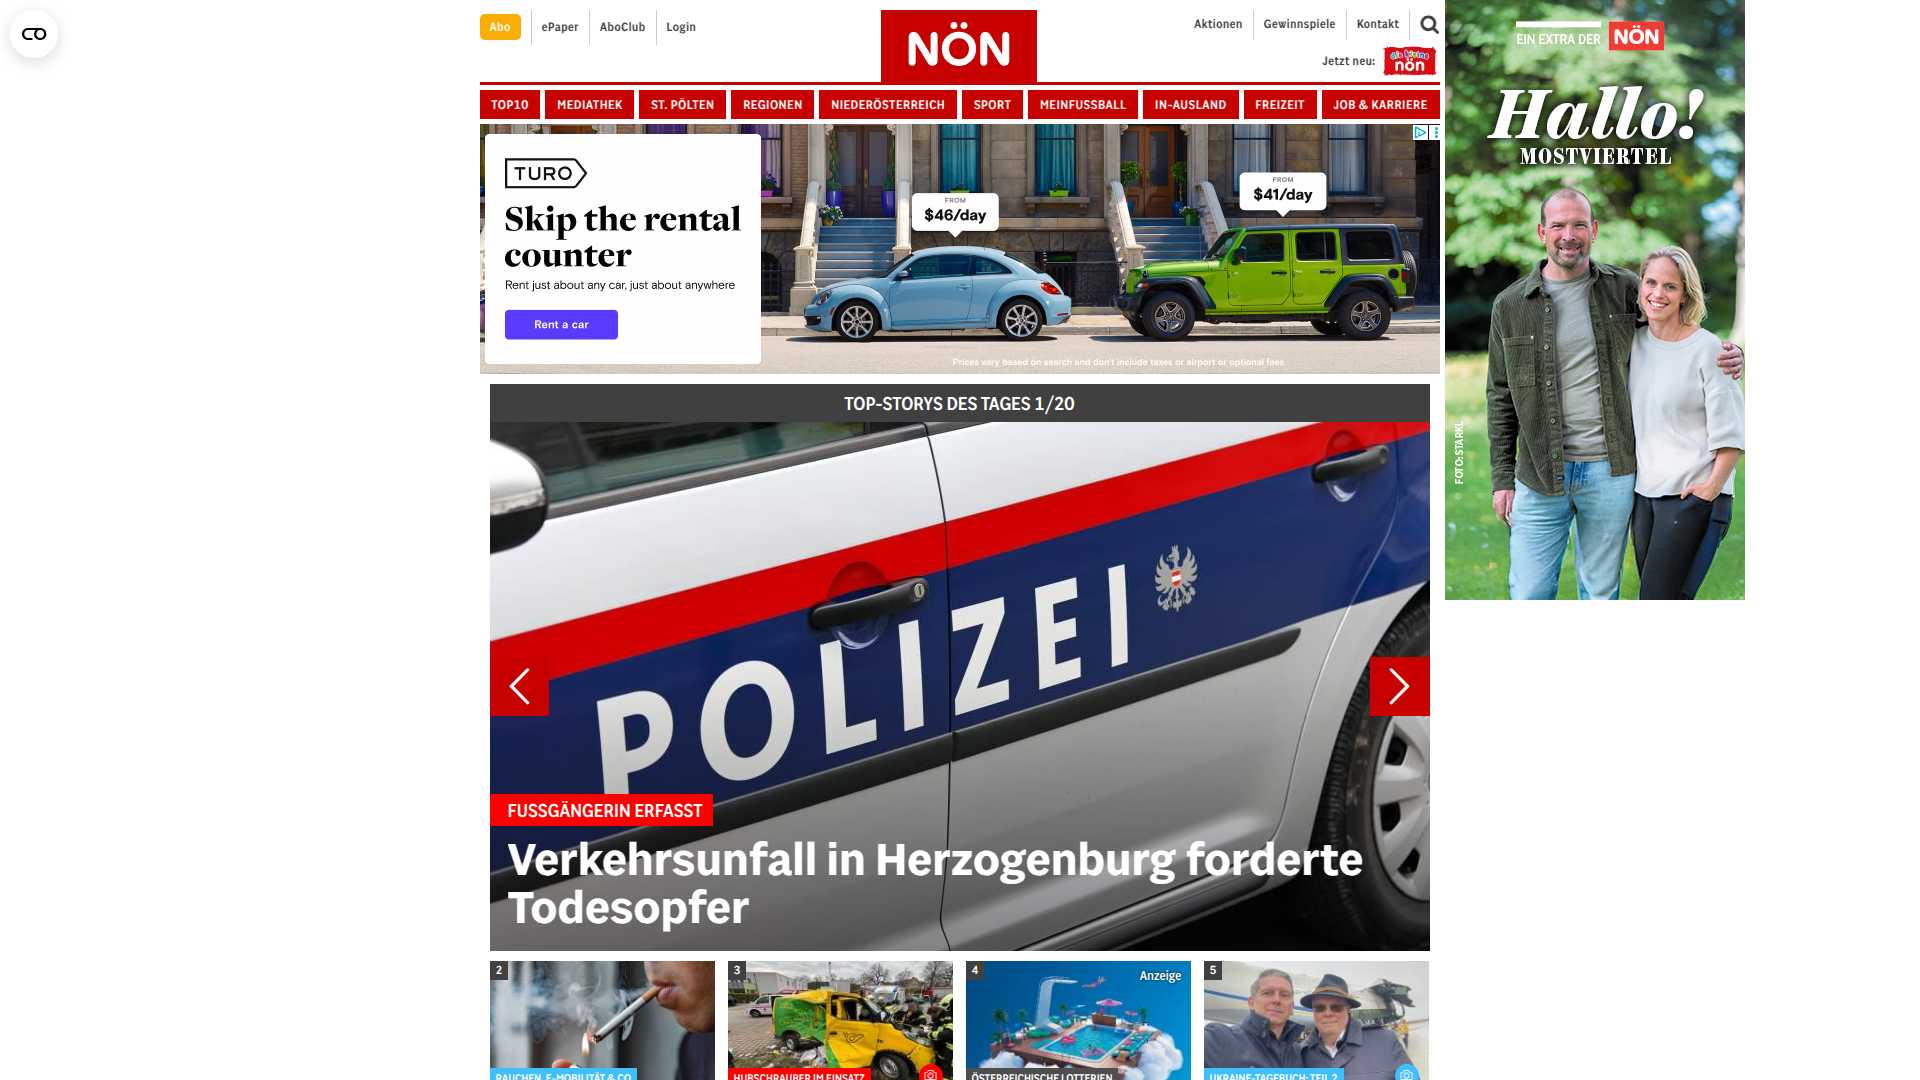 Abo
ePaper
AboClub
Login
NÖN
Aktionen
Gewinnspiele
Kontakt
Jetzt neu:
die kleine
nön
TOP10
MEDIATHEK
ST. PÖLTEN
REGIONEN
NIEDERÖSTERREICH
SPORT
MEINFUSSBALL
IN-AUSLAND
FREIZEIT
JOB & KARRIERE
TURO
Skip the rental
counter
Rent just about any car, just about anywhere
Rent a car
FROM
$46/day
FROM
$41/day
Prices vary based on search and don't include taxes or airport or optional fees
EIN EXTRA DER NÖN
Hallo!
MOSTVIERTEL
FOTO: STARKL
TOP-STORYS DES TAGES 1/20
POLIZEI
FUSSGÄNGERIN ERFASST
Verkehrsunfall in Herzogenburg forderte
Todesopfer
2
RAUCHEN, E-MOBILITÄT & CO
3
HUBSCHRAUBER IM EINSATZ
4
Anzeige
ÖSTERREICHISCHE LOTTERIEN
5
UKRAINE-TAGEBUCH: TEIL 2